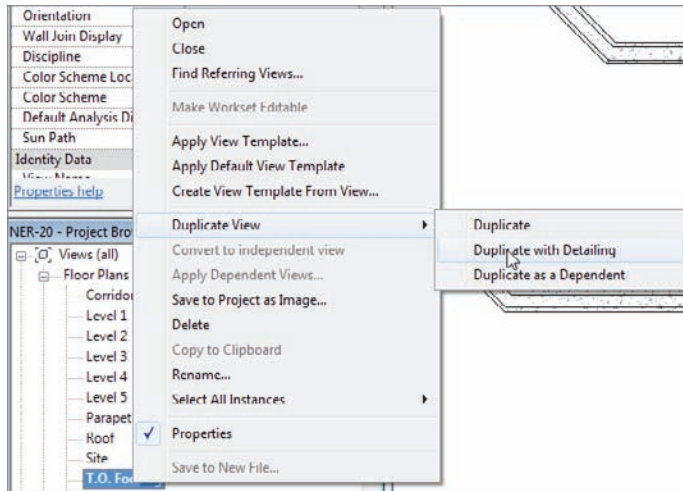 Orientation
Wall Join Display
Discipline
Color Scheme Loc
Color Scheme
Default Analysis Di
Sun Path
Identity Data
View Name
Properties help
NER-20 - Project Bro
Views (all)
Floor Plans
Corrido
Level 1
Level 2
Level 3
Level 4
Level 5
Parapet
Roof
Site
T.O. Foo
Open
Close
Find Referring Views...
Make Workset Editable
Apply View Template...
Apply Default View Template
Create View Template From View...
Duplicate View
Convert to independent view
Apply Dependent Views...
Save to Project as Image...
Delete
Copy to Clipboard
Rename...
Select All Instances
Properties
Save to New File...
Duplicate
Duplicate with Detailing
Duplicate as a Dependent